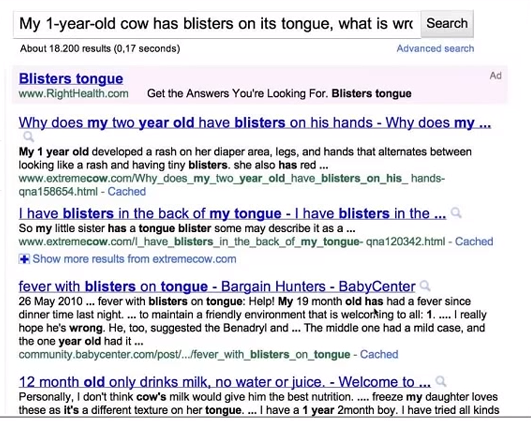 My 1-year-old cow has blisters on its tongue, what is wrc Search
About 18.200 results (0,17 seconds) Advanced search
Blisters tongue Ad
www.RightHealth.com Get the Answers You're Looking For. Blisters tongue
Why does my two year old have blisters on his hands - Why does my ...
My 1 year old developed a rash on her diaper area, legs, and hands that alternates between
looking like a rash and having tiny blisters. she also has red ...
www.extremecow.com/Why_does_my_two_year_old_have_blisters_on_his_ hands-
qna158654.html - Cached
I have blisters in the back of my tongue - I have blisters in the ...
So my little sister has a tongue blister some may describe it as a ...
www.extremecow.com/I_have_blisters_in_the_back_of_my_tongue- qna120342.html - Cached
Show more results from extremecow.com
fever with blisters on tongue - Bargain Hunters - BabyCenter
26 May 2010 ... fever with blisters on tongue: Help! My 19 month old has had a fever since
dinner time last night. ... to maintain a friendly environment that is welcoming to all: 1. .... I really
hope he's wrong. He, too, suggested the Benadryl and ... The middle one had a mild case, and
the one year old had it ...
community.babycenter.com/post/.../fever_with_blisters_on_tongue - Cached
12 month old only drinks milk, no water or juice. - Welcome to ...
Personally, I don't think cow's milk would give him the best nutrition. .... freeze my daughter loves
these as it's a different texture on her tongue. ... I have a 1 year 2month boy. I have tried all kinds